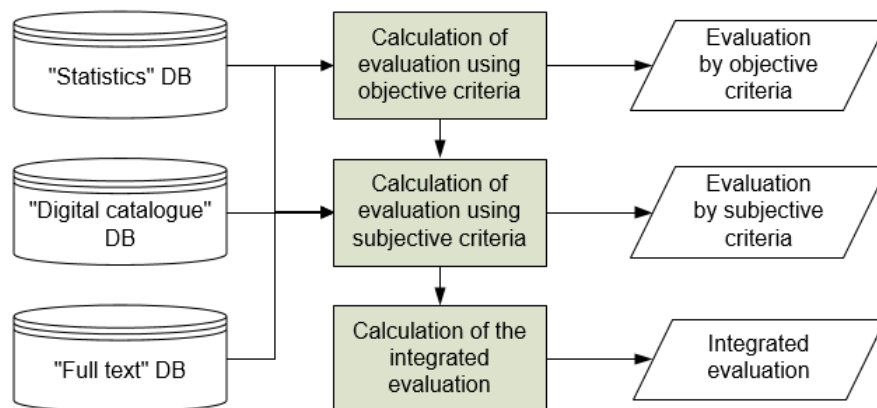 "Statistics" DB
Calculation of
evaluation using
objective criteria
Evaluation
by objective
criteria
"Digital catalogue"
DB
Calculation of
evaluation using
subjective criteria
Evaluation
by subjective
criteria
"Full text" DB
Calculation of the
integrated
evaluation
Integrated
evaluation